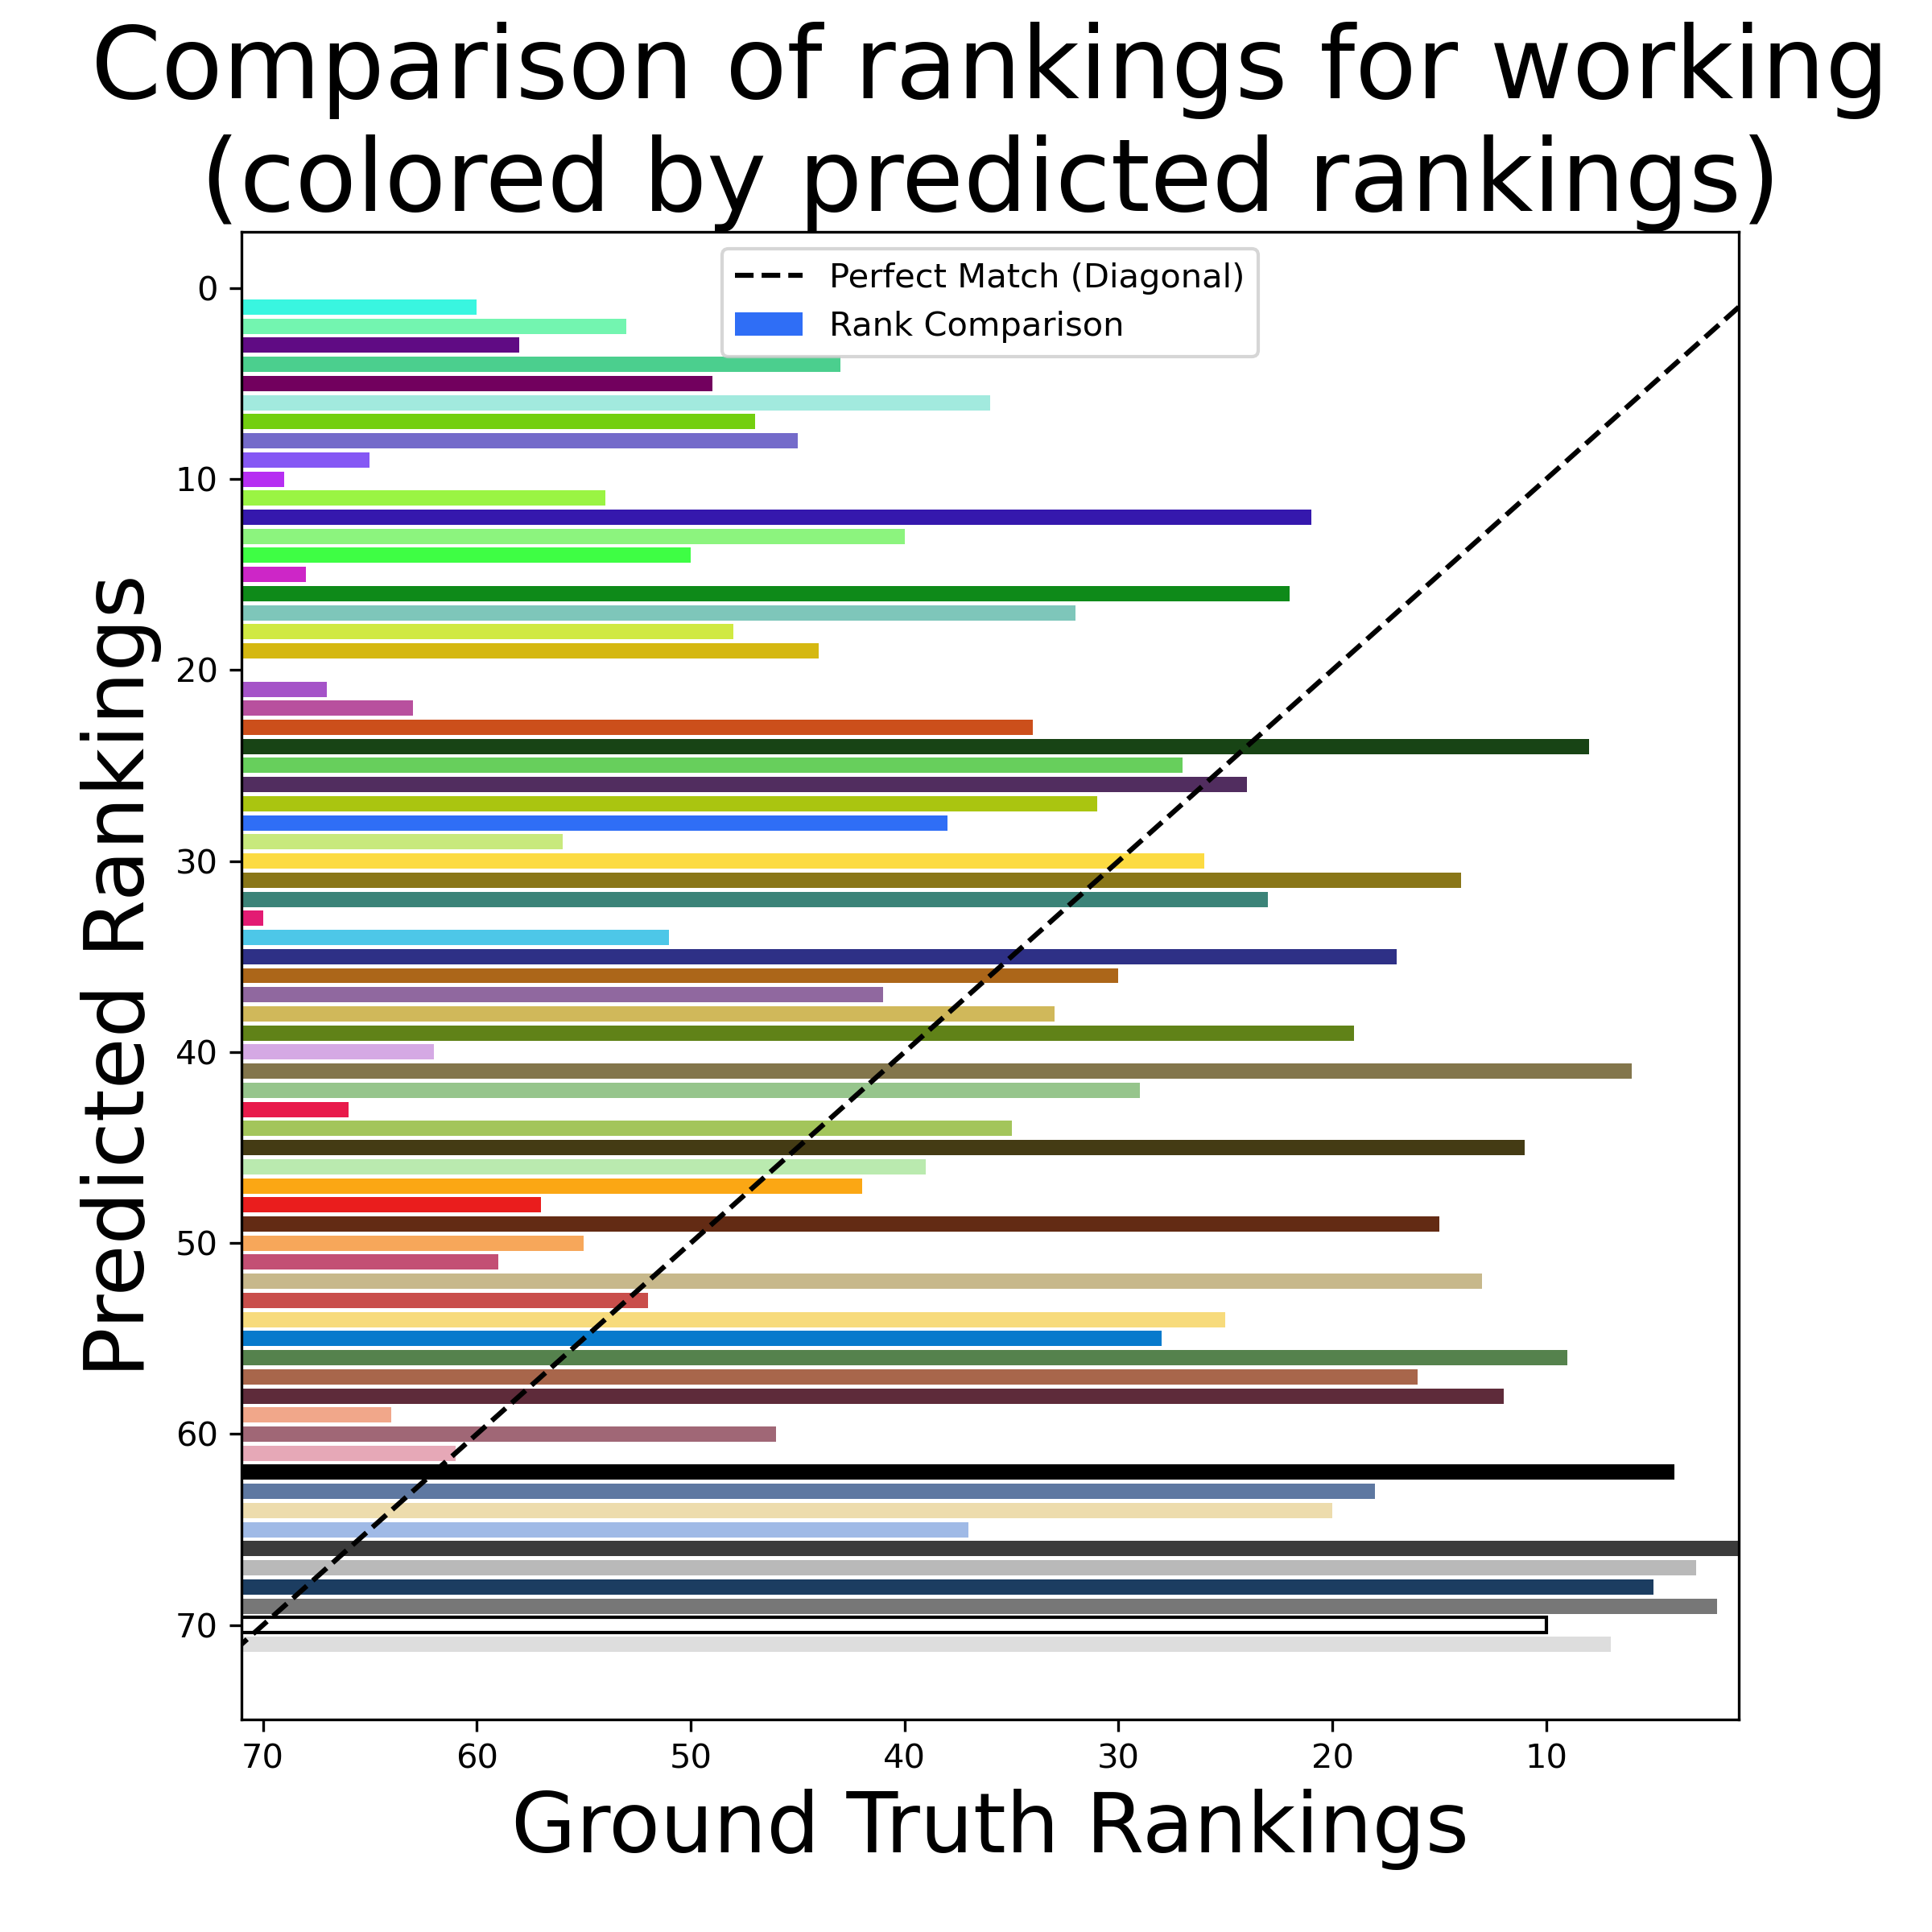 Comparison of rankings for working
(colored by predicted rankings)
Perfect Match (Diagonal)
Rank Comparison
Predicted Rankings
0
10
20
30
40
50
60
70
70 60 50 40 30 20 10
Ground Truth Rankings